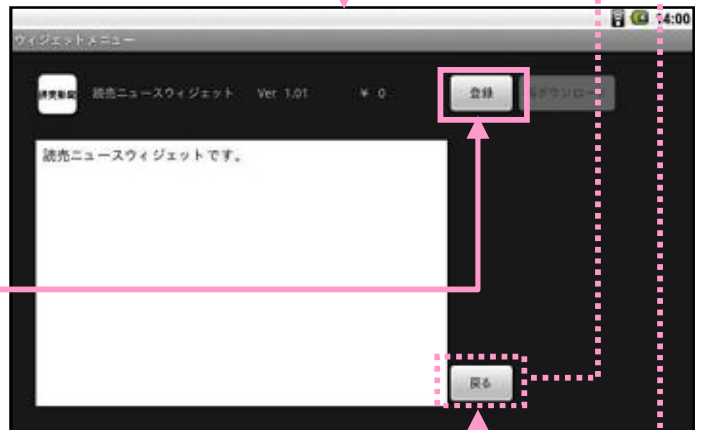 14:00
ウィジェットメニュー
読売新聞 読売ニュースウィジェット Ver 1.01 ¥ 0 登録 再ダウンロード
読売ニュースウィジェットです。
戻る